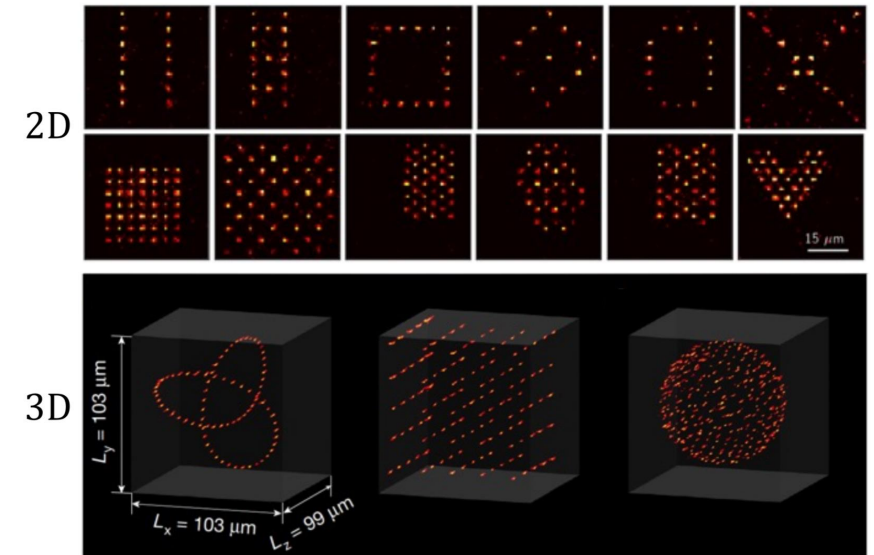 2D
15 μm
3D
L_y = 103 μm
L_x = 103 μm
L_z = 99 μm